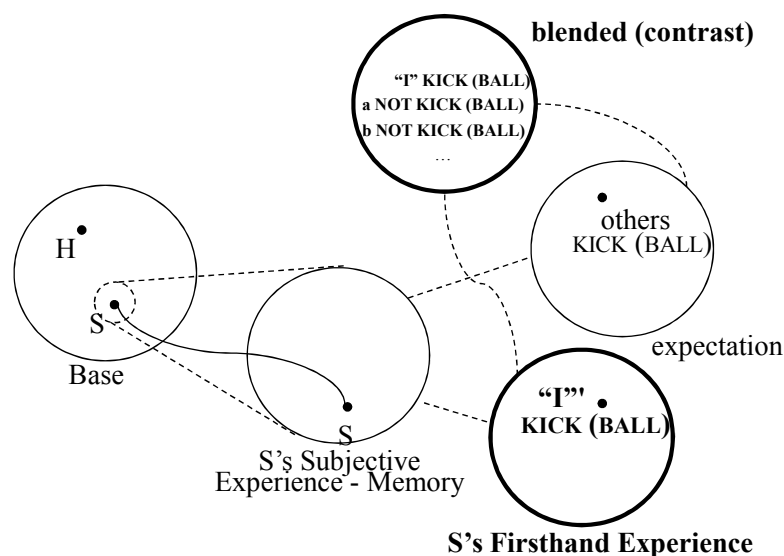 blended (contrast)
“I” KICK (BALL)
a NOT KICK (BALL)
b NOT KICK (BALL)
...
H
S
Base
others
KICK (BALL)
expectation
S
S's Subjective
Experience - Memory
“I”'
KICK (BALL)
S's Firsthand Experience